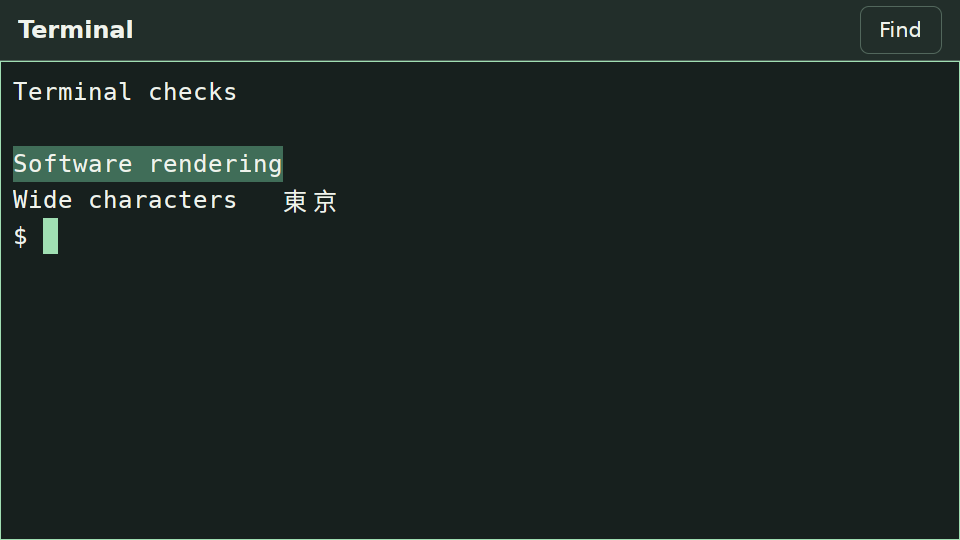 Terminal
Find
Terminal checks
Software rendering
Wide characters   東京
$